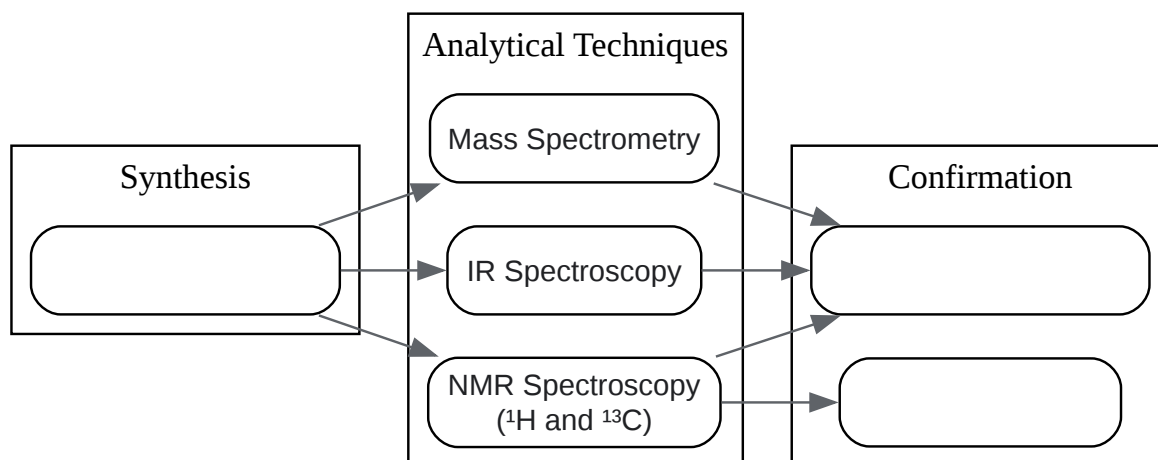 Analytical Techniques
Mass Spectrometry
Synthesis
Confirmation
IR Spectroscopy
NMR Spectroscopy
(¹H and ¹³C)